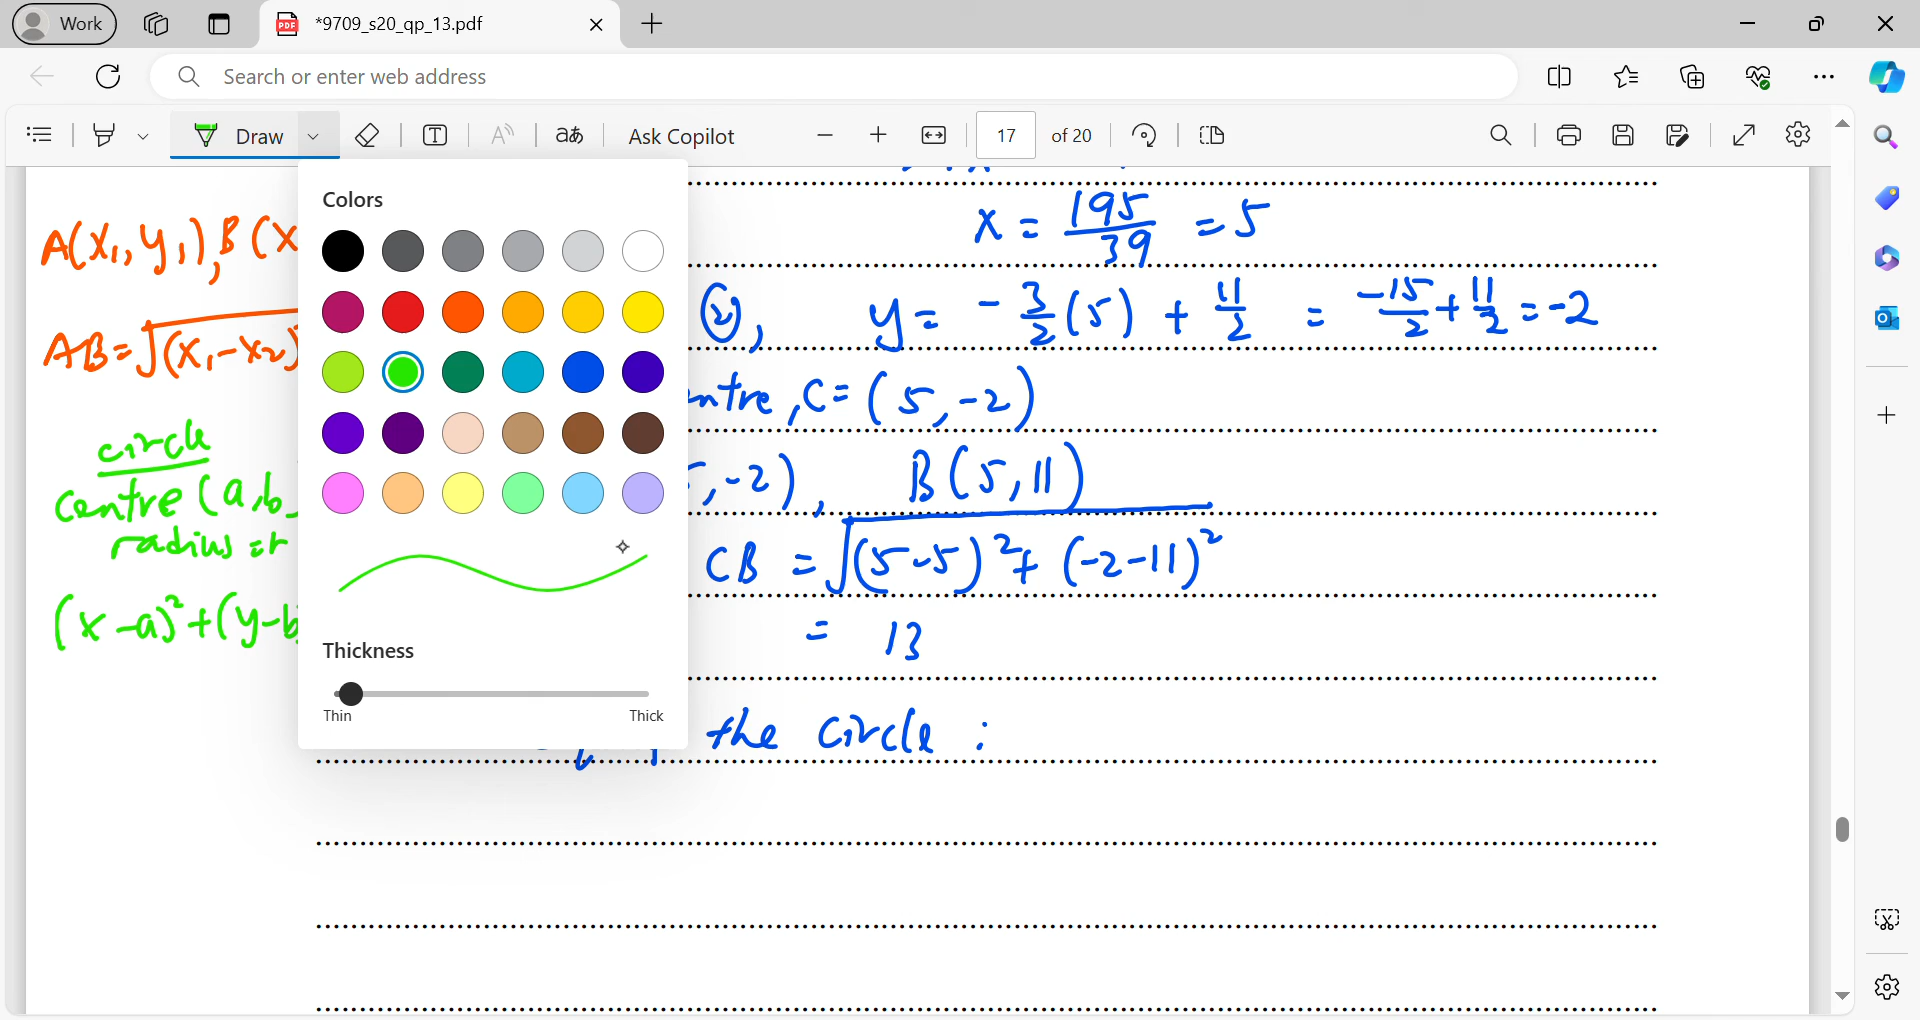 Work
*9709_s20_qp_13.pdf
Search or enter web address
Draw
aあ
Ask Copilot
17 of 20
Colors
Thickness
Thin
Thick
A(x₁, y₁), B(x
AB = √(x₁-x₂)
circle
Centre (a,b
radius = r
(x-a)²+(y-b
x = 195/39 = 5
②, y = -3/2(5) + 11/2 = -15/2 + 11/2 = -2
ntre, C = (5,-2)
,-2), B(5,11)
CB = √(5-5)²+(-2-11)²
= 13
the circle :